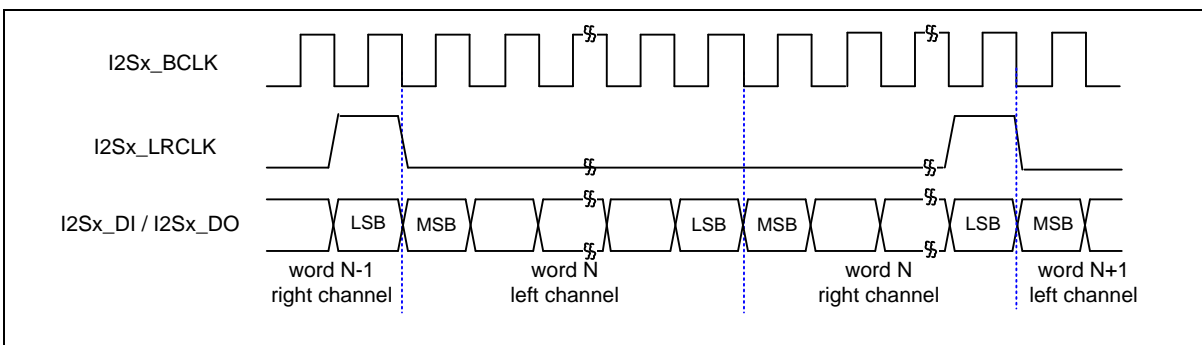 I2Sx_BCLK
I2Sx_LRCLK
I2Sx_DI / I2Sx_DO
LSB MSB LSB MSB LSB MSB
word N-1 word N word N word N+1
right channel left channel right channel left channel